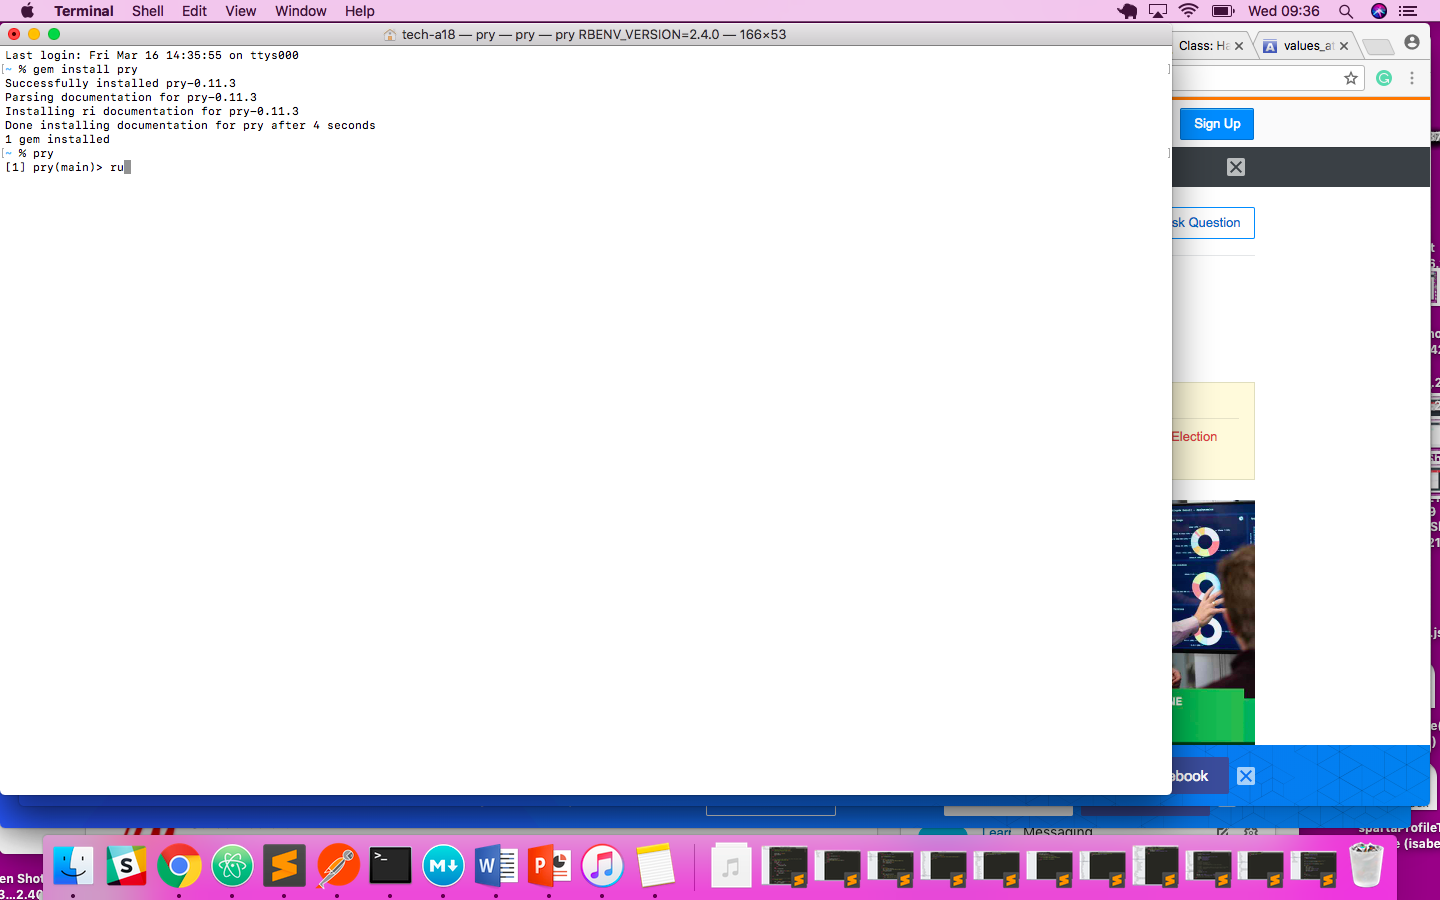 Terminal Shell Edit View Window Help Wed 09:36
tech-a18 — pry — pry — pry RBENV_VERSION=2.4.0 — 166×53
Last login: Fri Mar 16 14:35:55 on ttys000
[~ % gem install pry ]
Successfully installed pry-0.11.3
Parsing documentation for pry-0.11.3
Installing ri documentation for pry-0.11.3
Done installing documentation for pry after 4 seconds
1 gem installed
[~ % pry ]
[1] pry(main)> ru
Class: Ha
values_at
Sign Up
sk Question
Election
NE
ebook
Learn Messaging
spartaProfileT
e (isabe
en Shot
3...2.40